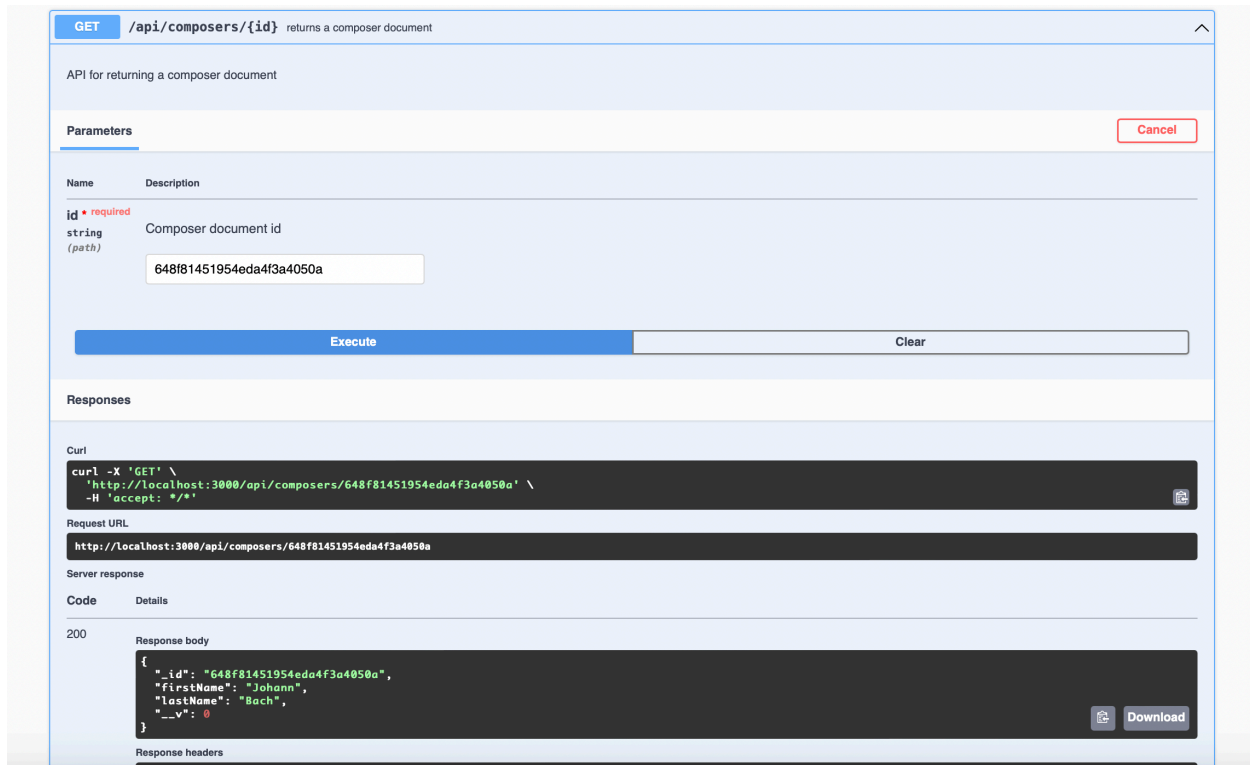 GET /api/composers/{id} returns a composer document
API for returning a composer document
Parameters
Cancel
Name Description
id * required
string
(path)
Composer document id
648f81451954eda4f3a4050a
Execute Clear
Responses
Curl
curl -X 'GET' \
'http://localhost:3000/api/composers/648f81451954eda4f3a4050a' \
-H 'accept: */*'
Request URL
http://localhost:3000/api/composers/648f81451954eda4f3a4050a
Server response
Code Details
200
Response body
{
"_id": "648f81451954eda4f3a4050a",
"firstName": "Johann",
"lastName": "Bach",
"__v": 0
}
Download
Response headers